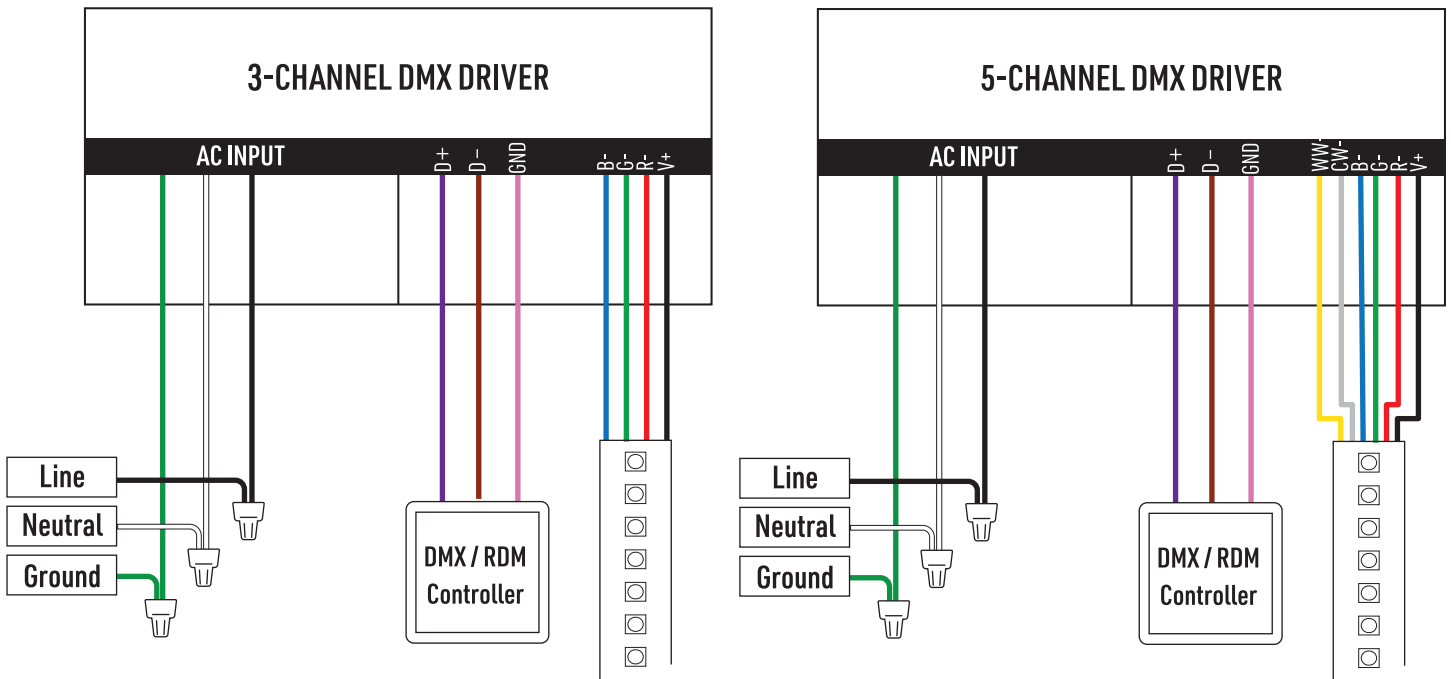 3-CHANNEL DMX DRIVER
AC INPUT
D+
D-
GND
B-
G-
R-
V+
Line
Neutral
Ground
DMX / RDM
Controller
5-CHANNEL DMX DRIVER
AC INPUT
D+
D-
GND
WW-
CW-
B-
G-
R-
V+
Line
Neutral
Ground
DMX / RDM
Controller